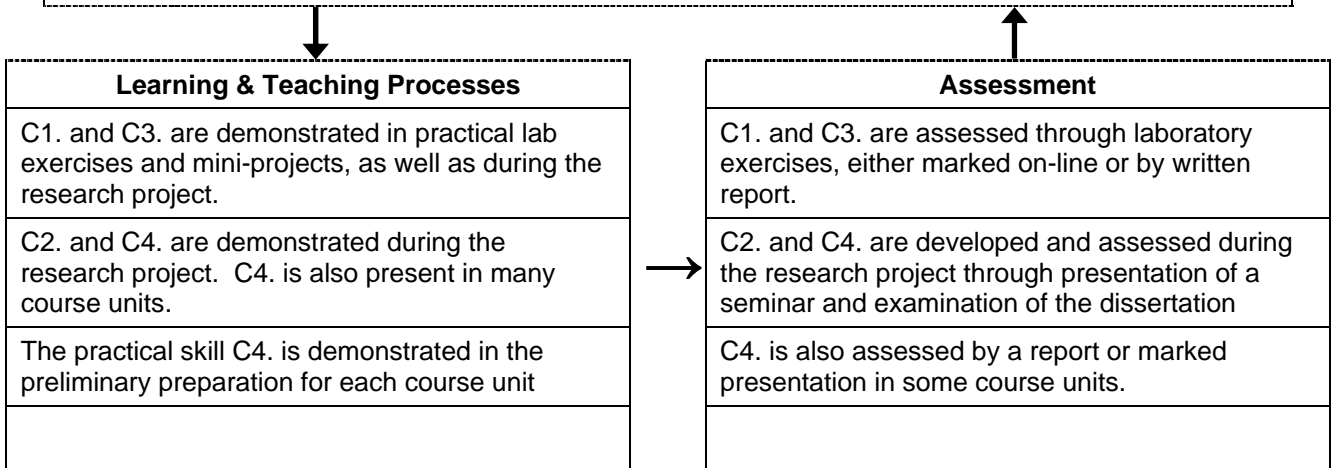 Learning & Teaching Processes
C1. and C3. are demonstrated in practical lab
exercises and mini-projects, as well as during the
research project.
C2. and C4. are demonstrated during the
research project.  C4. is also present in many
course units.
The practical skill C4. is demonstrated in the
preliminary preparation for each course unit
Assessment
C1. and C3. are assessed through laboratory
exercises, either marked on-line or by written
report.
C2. and C4. are developed and assessed during
the research project through presentation of a
seminar and examination of the dissertation
C4. is also assessed by a report or marked
presentation in some course units.